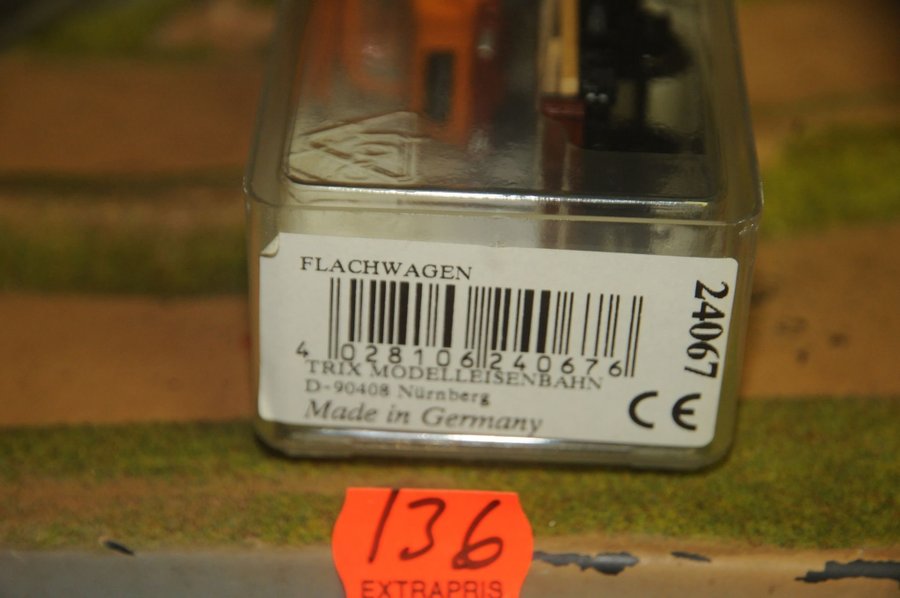 FLACHWAGEN
4 028106 240676
TRIX MODELLEISENBAHN
D-90408 Nürnberg
Made in Germany
CE
24067
136
EXTRAPRIS